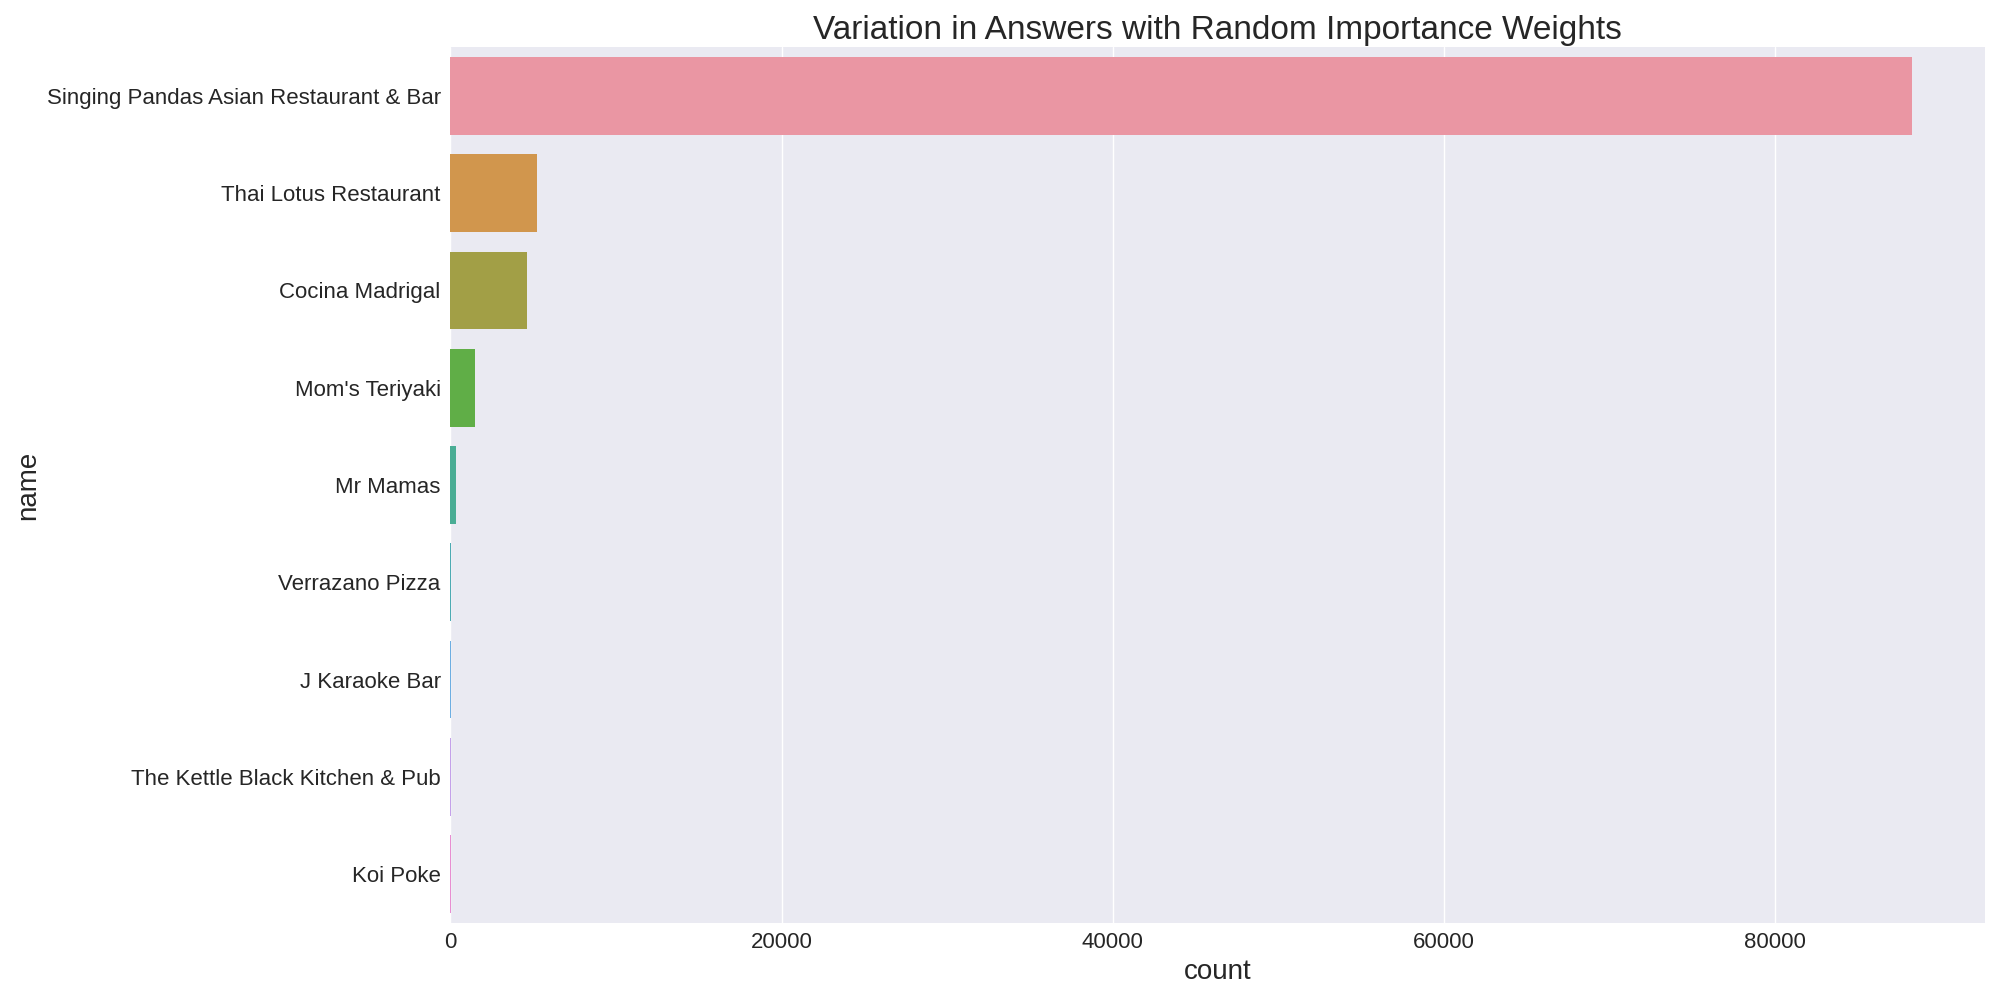 Variation in Answers with Random Importance Weights
Singing Pandas Asian Restaurant & Bar
Thai Lotus Restaurant
Cocina Madrigal
Mom's Teriyaki
Mr Mamas
Verrazano Pizza
J Karaoke Bar
The Kettle Black Kitchen & Pub
Koi Poke
name
0 20000 40000 60000 80000
count